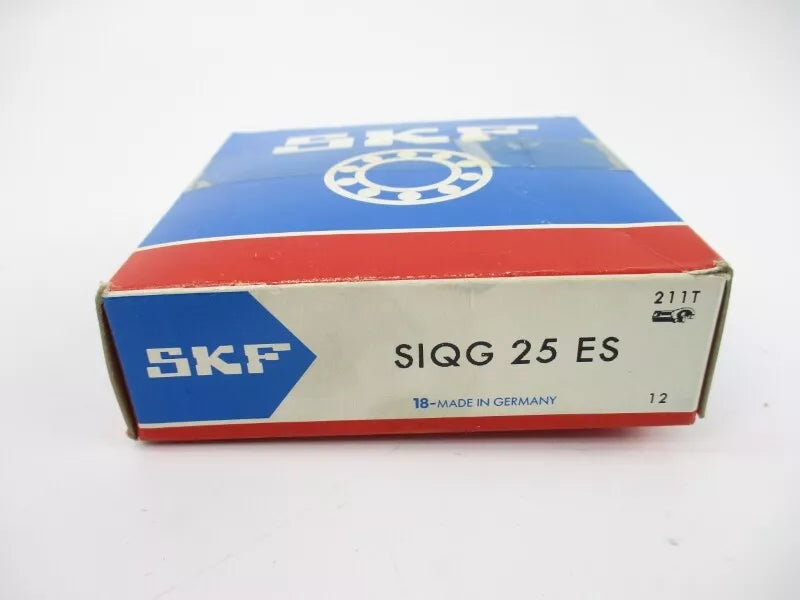 SKF
211T
SKF
SIQG 25 ES
18-MADE IN GERMANY
12